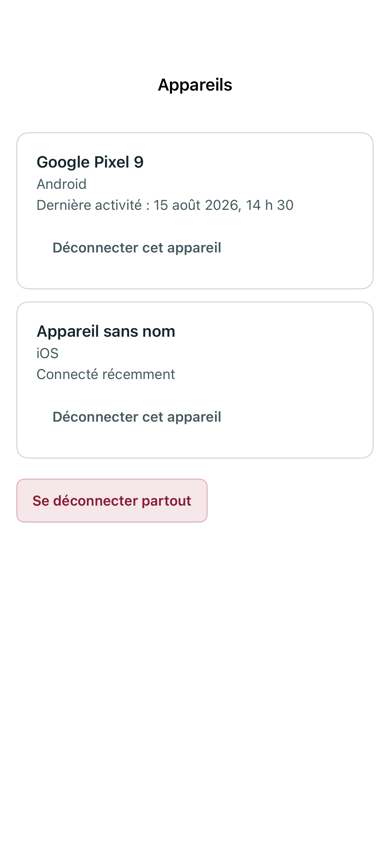 Appareils
Google Pixel 9
Android
Dernière activité : 15 août 2026, 14 h 30
Déconnecter cet appareil
Appareil sans nom
iOS
Connecté récemment
Déconnecter cet appareil
Se déconnecter partout